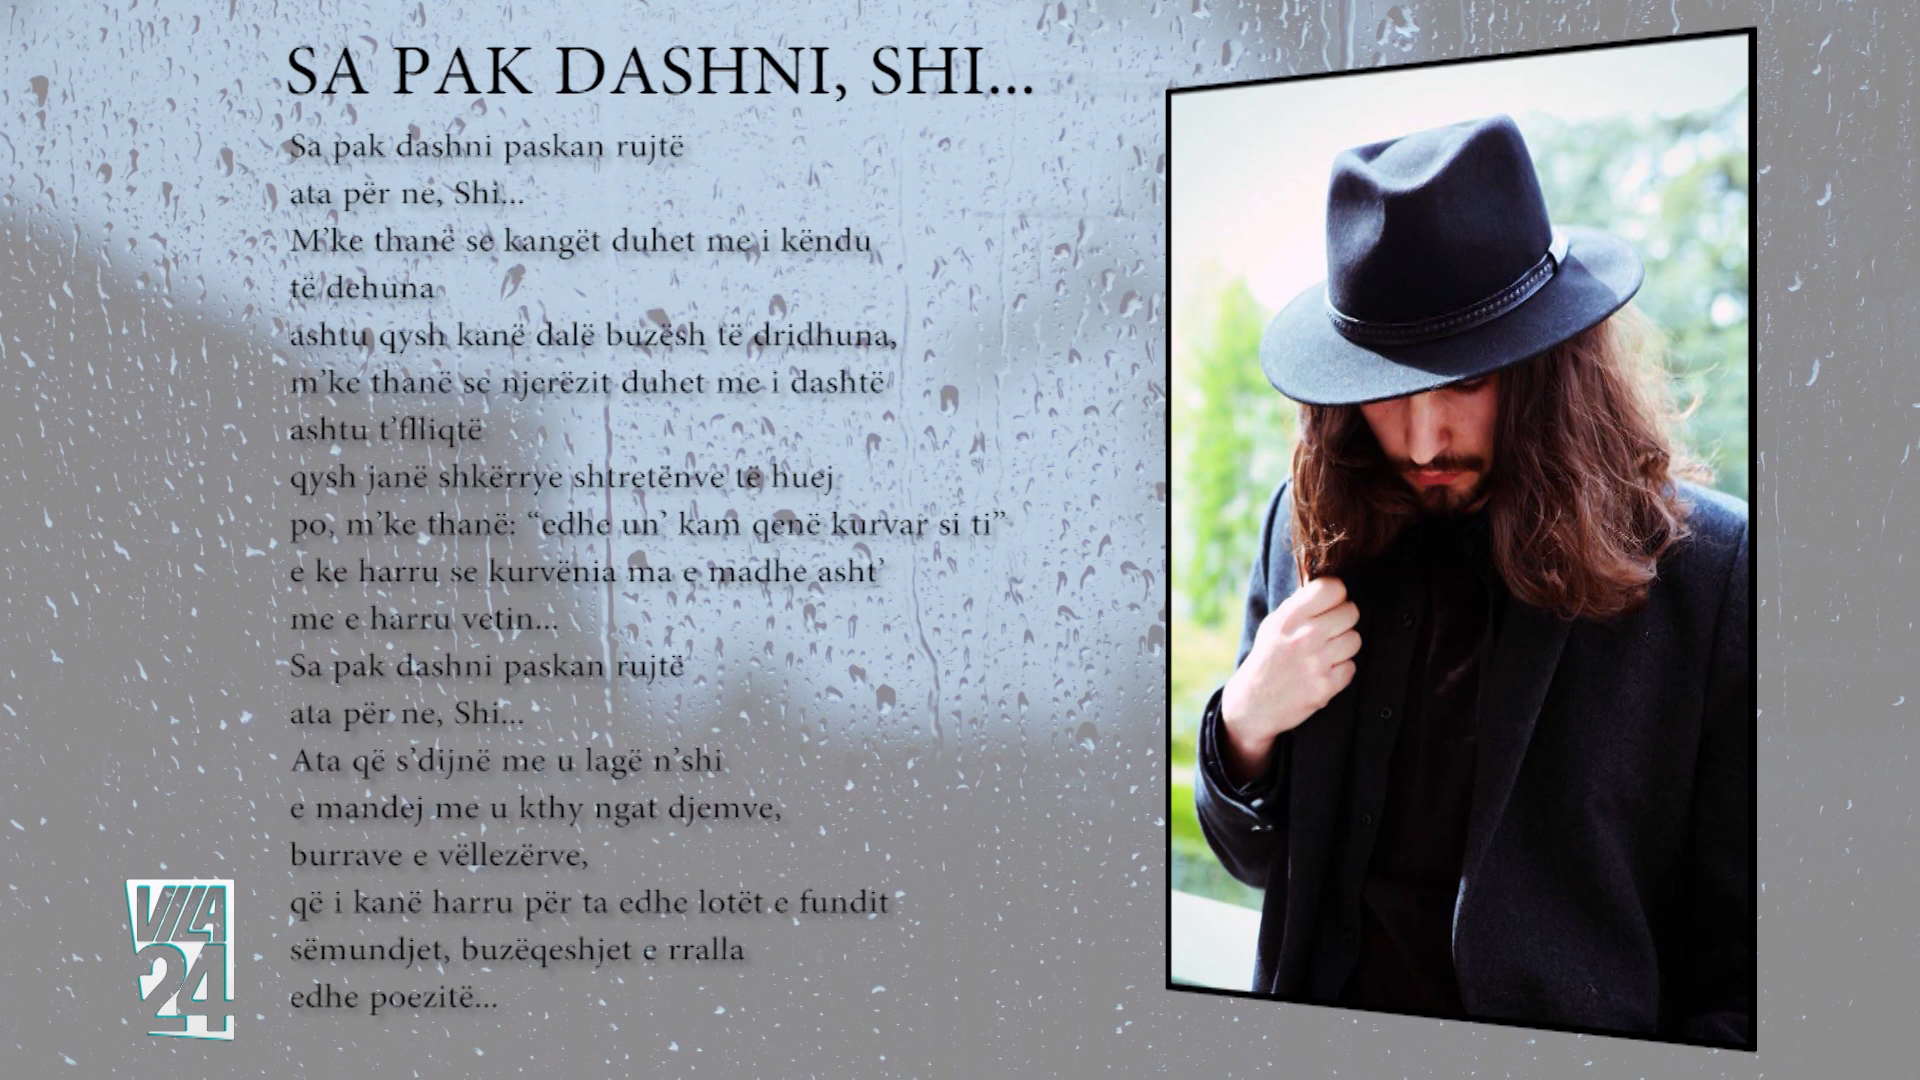 SA PAK DASHNI, SHI...
Sa pak dashni paskan rujtë
ata për ne, Shi...
M’ke thanë se kangët duhet me i këndu
të dehuna
ashtu qysh kanë dalë buzësh të dridhuna,
m’ke thanë se njerëzit duhet me i dashtë
ashtu t’flliqtë
qysh janë shkërrye shtretënve të huej
po, m’ke thanë: “edhe un’ kam qenë kurvar si ti”
e ke harru se kurvënia ma e madhe asht’
me e harru vetin...
Sa pak dashni paskan rujtë
ata për ne, Shi...
Ata që s’dijnë me u lagë n’shi
e mandej me u kthy ngat djemve,
burrave e vëllezërve,
që i kanë harru për ta edhe lotët e fundit
sëmundjet, buzëqeshjet e rralla
edhe poezitë...
VILLA
24